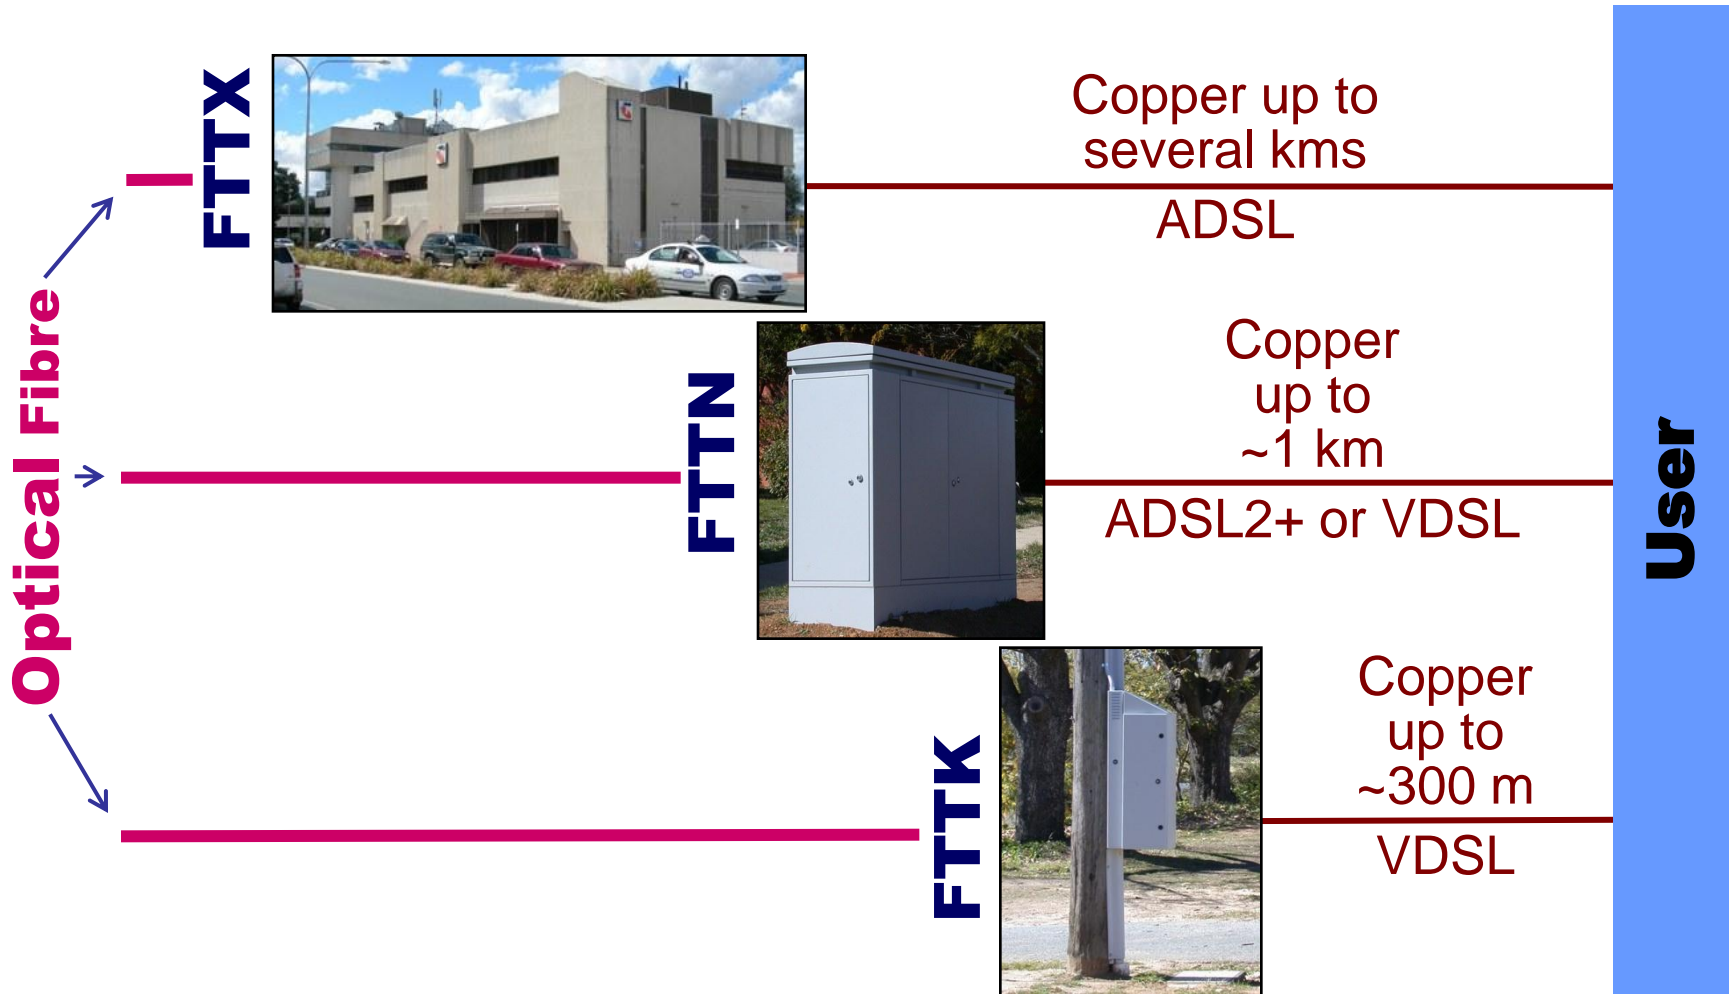 Optical Fibre
FTTX
Copper up to
several kms
ADSL
FTTN
Copper
up to
~1 km
ADSL2+ or VDSL
FTTK
Copper
up to
~300 m
VDSL
User